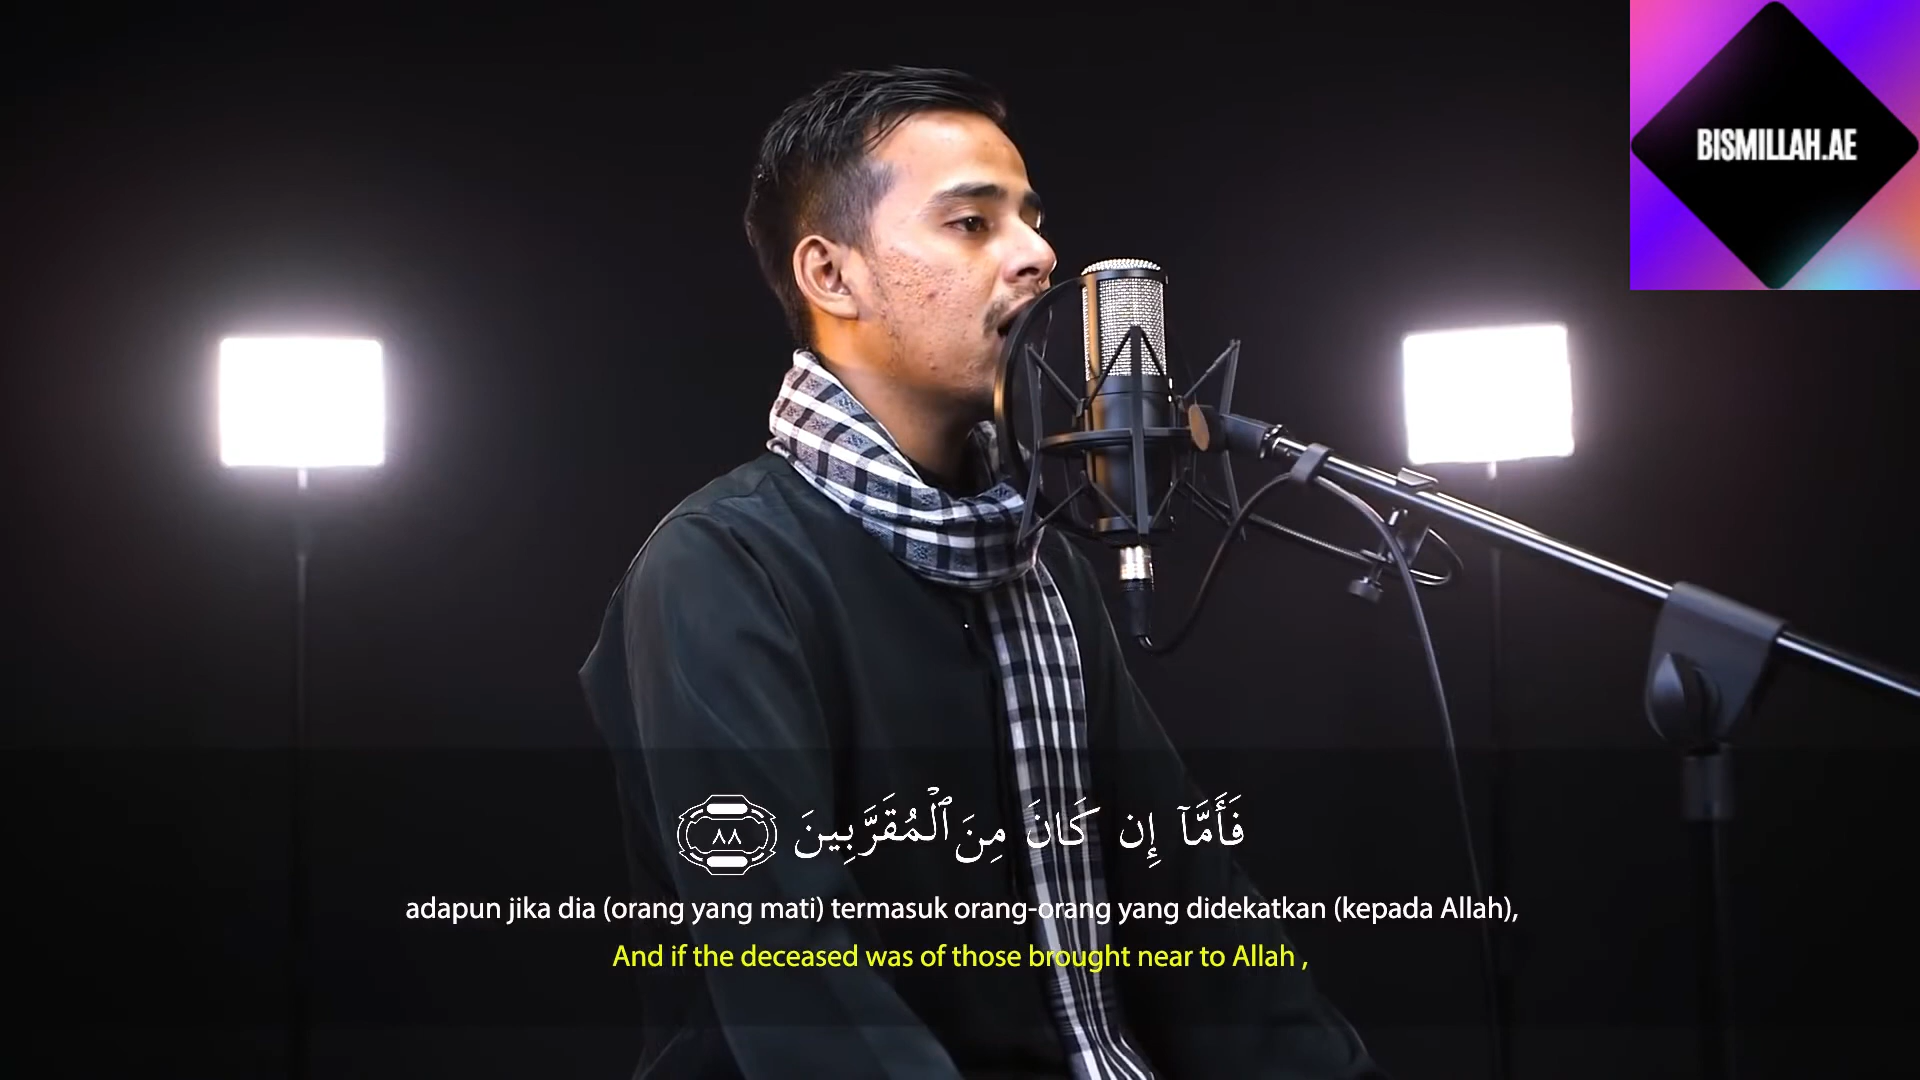 BISMILLAH.AE
فَأَمَّآ إِن كَانَ مِنَ ٱلْمُقَرَّبِينَ ٨٨
adapun jika dia (orang yang mati) termasuk orang-orang yang didekatkan (kepada Allah),
And if the deceased was of those brought near to Allah ,